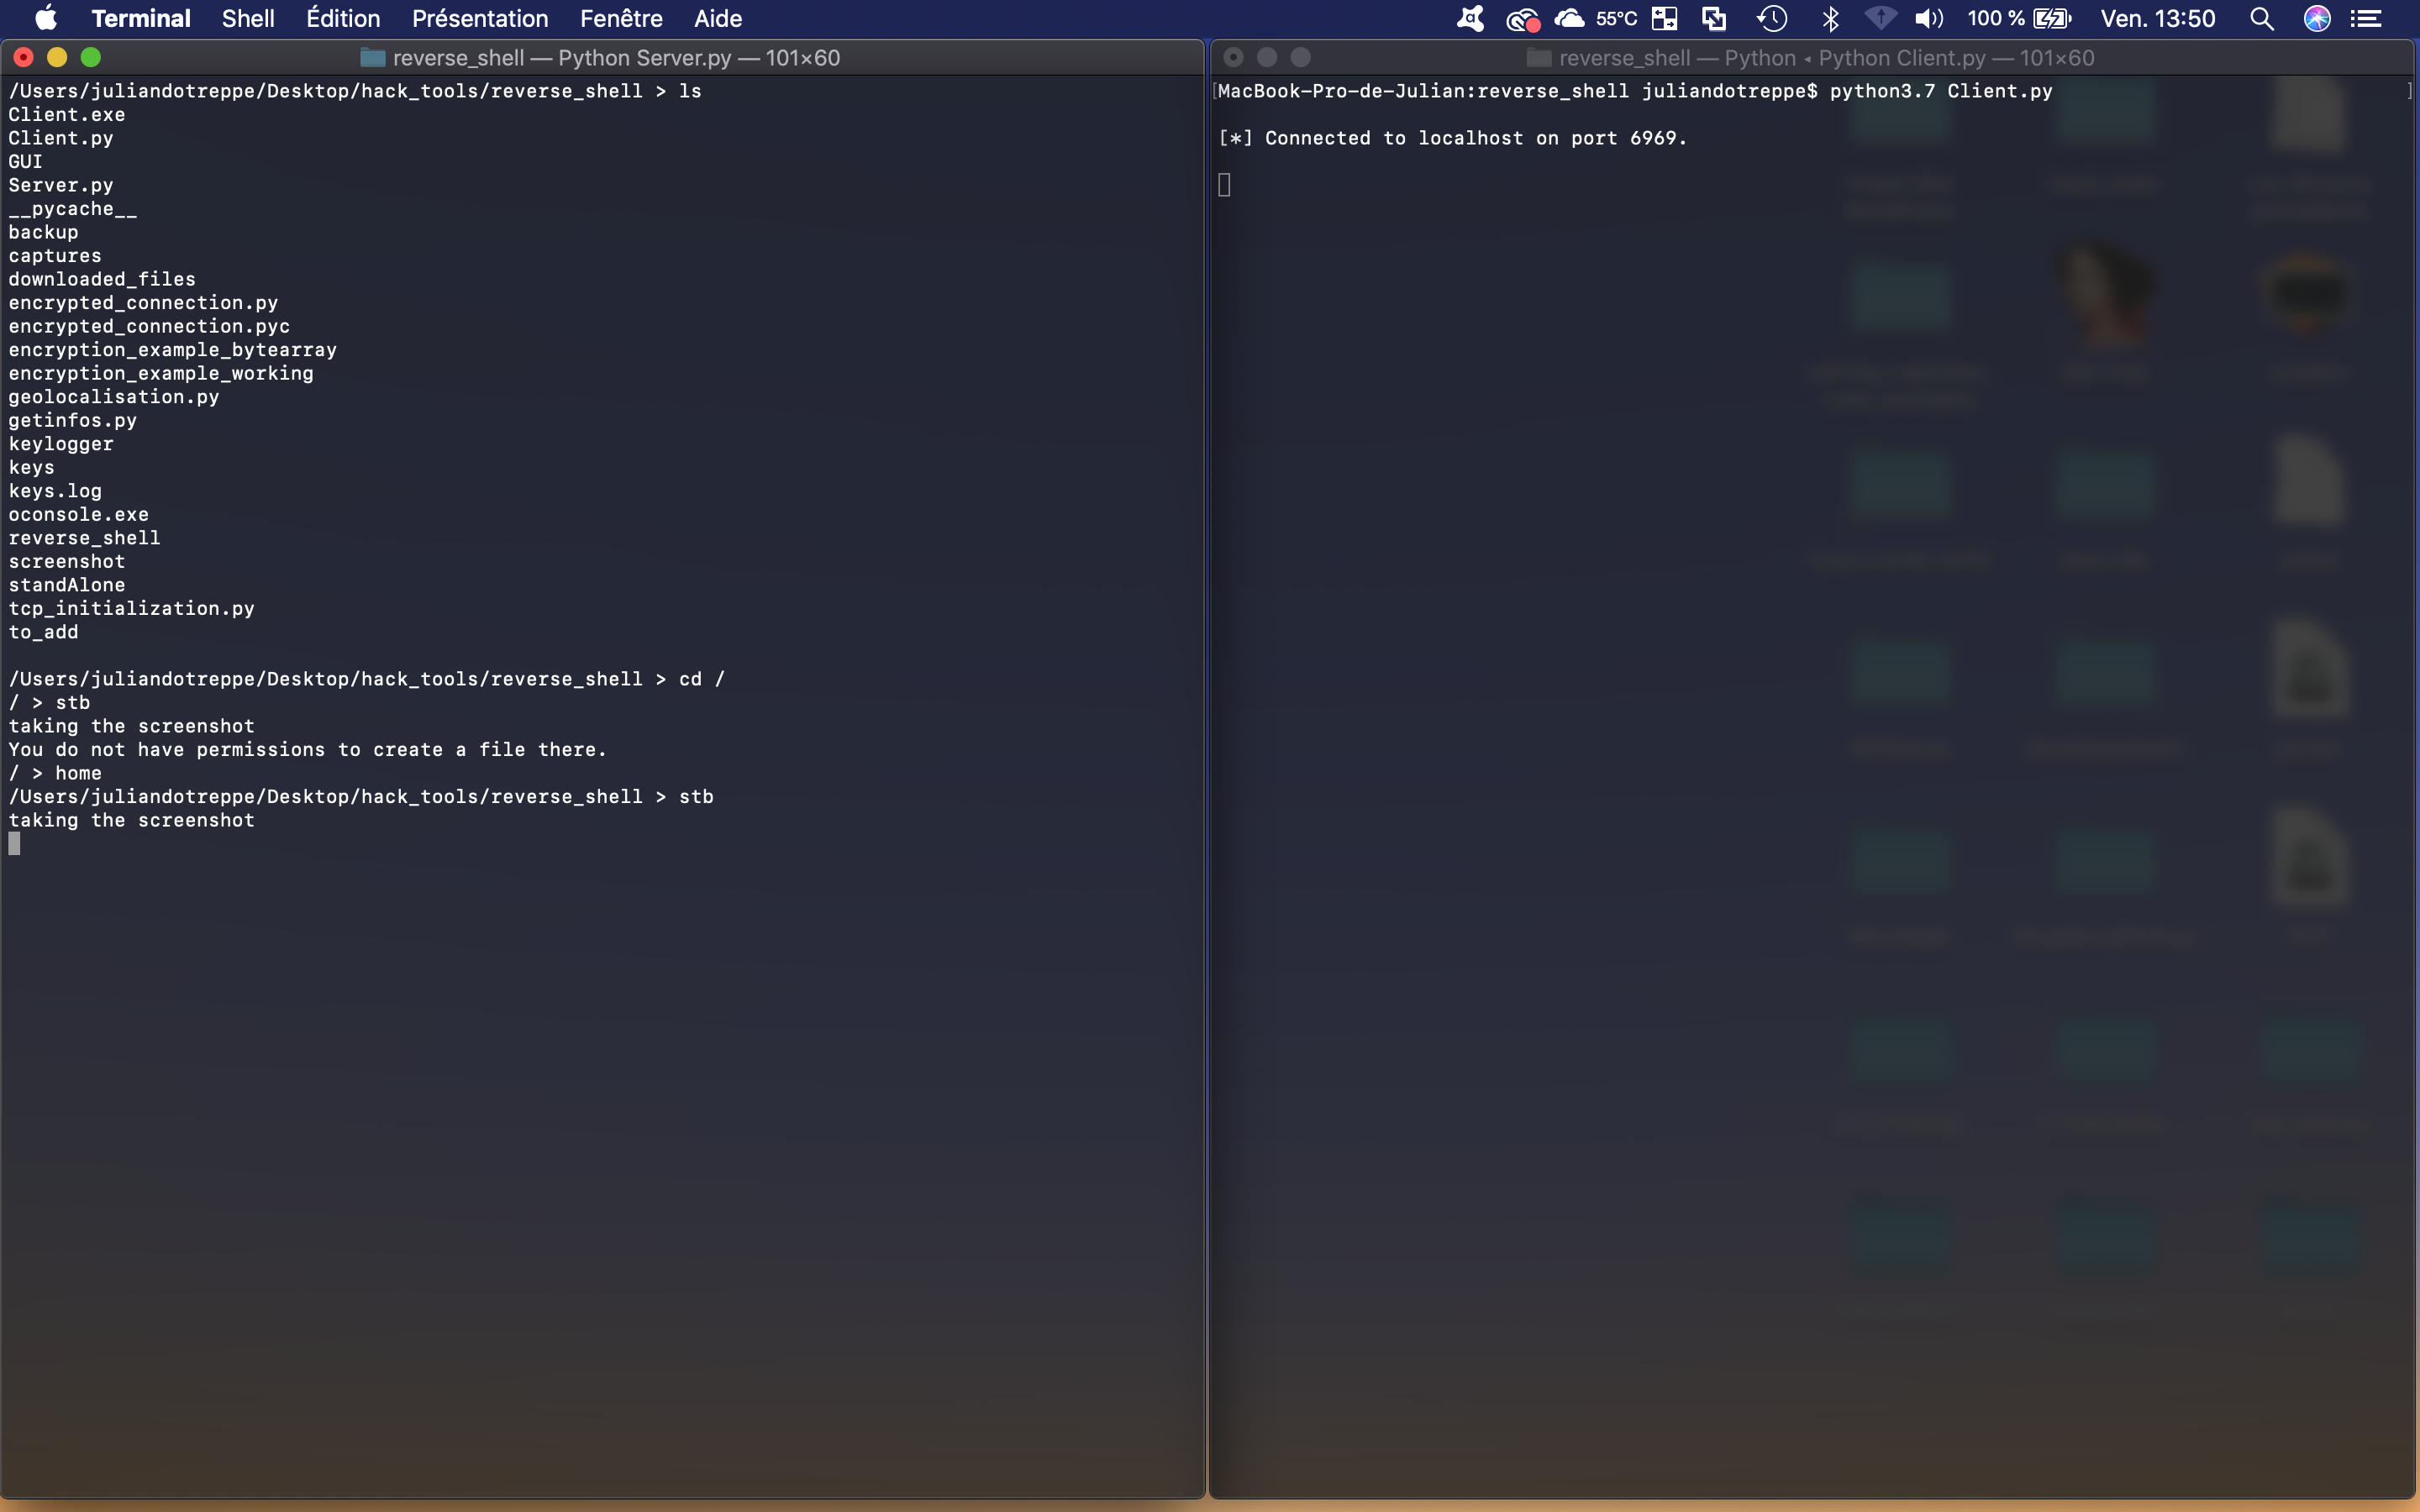 Terminal Shell Édition Présentation Fenêtre Aide 55°C 100 % Ven. 13:50
reverse_shell — Python Server.py — 101×60
/Users/juliandotreppe/Desktop/hack_tools/reverse_shell > ls
Client.exe
Client.py
GUI
Server.py
__pycache__
backup
captures
downloaded_files
encrypted_connection.py
encrypted_connection.pyc
encryption_example_bytearray
encryption_example_working
geolocalisation.py
getinfos.py
keylogger
keys
keys.log
oconsole.exe
reverse_shell
screenshot
standAlone
tcp_initialization.py
to_add
/Users/juliandotreppe/Desktop/hack_tools/reverse_shell > cd /
/ > stb
taking the screenshot
You do not have permissions to create a file there.
/ > home
/Users/juliandotreppe/Desktop/hack_tools/reverse_shell > stb
taking the screenshot
reverse_shell — Python ◂ Python Client.py — 101×60
[MacBook-Pro-de-Julian:reverse_shell juliandotreppe$ python3.7 Client.py ]
[*] Connected to localhost on port 6969.